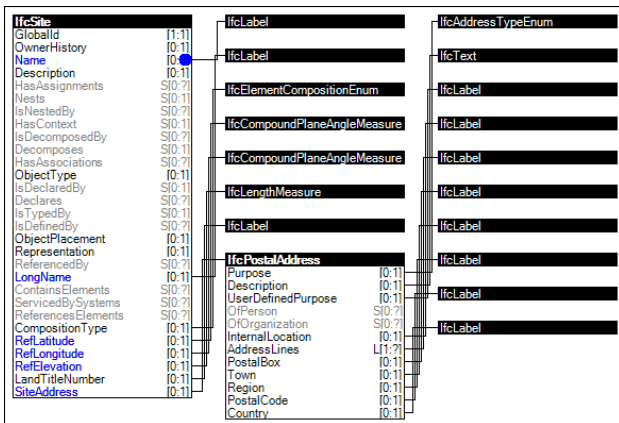 IfcSite
GlobalId [1:1]
OwnerHistory [0:1]
Name [0:
Description [0:1]
HasAssignments S[0:?]
Nests S[0:1]
IsNestedBy S[0:?]
HasContext S[0:1]
IsDecomposedBy S[0:?]
Decomposes S[0:1]
HasAssociations S[0:?]
ObjectType [0:1]
IsDeclaredBy S[0:1]
Declares S[0:?]
IsTypedBy S[0:1]
IsDefinedBy S[0:?]
ObjectPlacement [0:1]
Representation [0:1]
ReferencedBy S[0:?]
LongName [0:1]
ContainsElements S[0:?]
ServicedBySystems S[0:?]
ReferencesElements S[0:?]
CompositionType [0:1]
RefLatitude [0:1]
RefLongitude [0:1]
RefElevation [0:1]
LandTitleNumber [0:1]
SiteAddress [0:1]
IfcLabel
IfcLabel
IfcElementCompositionEnum
IfcCompoundPlaneAngleMeasure
IfcCompoundPlaneAngleMeasure
IfcLengthMeasure
IfcLabel
IfcPostalAddress
Purpose [0:1]
Description [0:1]
UserDefinedPurpose [0:1]
OfPerson S[0:?]
OfOrganization S[0:?]
InternalLocation [0:1]
AddressLines L[1:?]
PostalBox [0:1]
Town [0:1]
Region [0:1]
PostalCode [0:1]
Country [0:1]
IfcAddressTypeEnum
IfcText
IfcLabel
IfcLabel
IfcLabel
IfcLabel
IfcLabel
IfcLabel
IfcLabel
IfcLabel